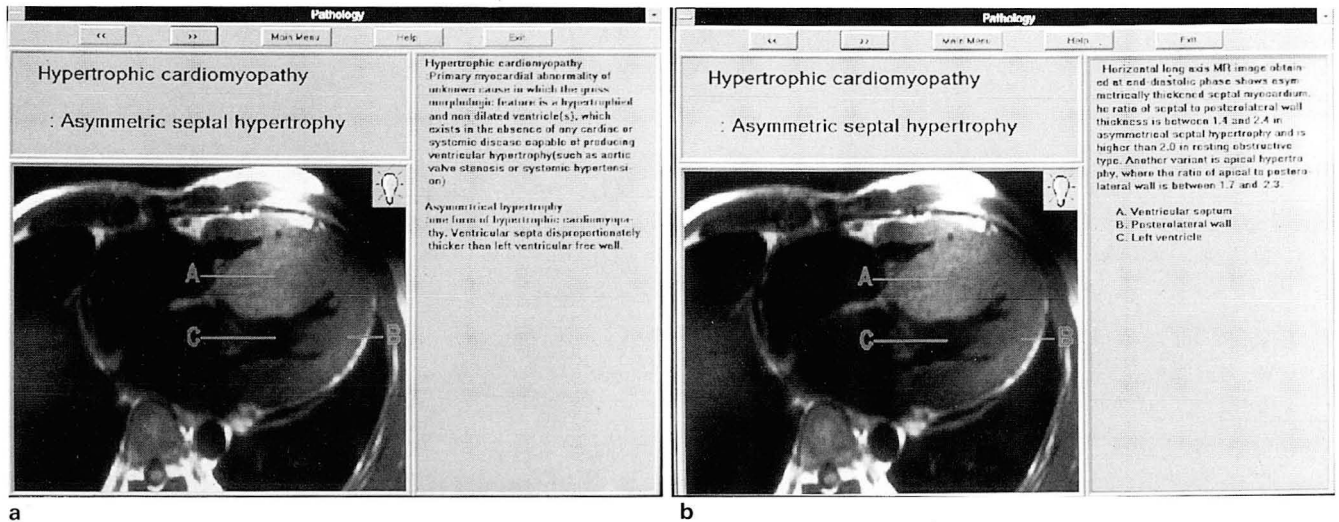 Pathology
<< >> Main Menu Help Exit
Hypertrophic cardiomyopathy
: Asymmetric septal hypertrophy
A
C
B
Hypertrophic cardiomyopathy
:Primary myocardial abnormality of
unknown cause in which the gross
morphologic feature is a hypertrophied
and non dilated ventricle(s), which
exists in the absence of any cardiac or
systemic disease capable of producing
ventricular hypertrophy(such as aortic
valve stenosis or systemic hypertensi-
on)
Asymmetrical hypertrophy
:one form of hypertrophic cardiomyopa-
thy. Ventricular septa disproportionately
thicker than left ventricular free wall.
a
Pathology
<< >> Main Menu Help Exit
Hypertrophic cardiomyopathy
: Asymmetric septal hypertrophy
A
C
B
Horizontal long axis MR image obtain-
ed at end-diastolic phase shows asym
metrically thickened septal myocardium.
he ratio of septal to posterolateral wall
thickness is between 1.4 and 2.4 in
asymmetrical septal hypertrophy and is
higher than 2.0 in resting obstructive
type. Another variant is apical hypertro
phy, where the ratio of apical to postero-
lateral wall is between 1.7 and 2.3.
A. Ventricular septum
B. Posterolateral wall
C. Left ventricle
b